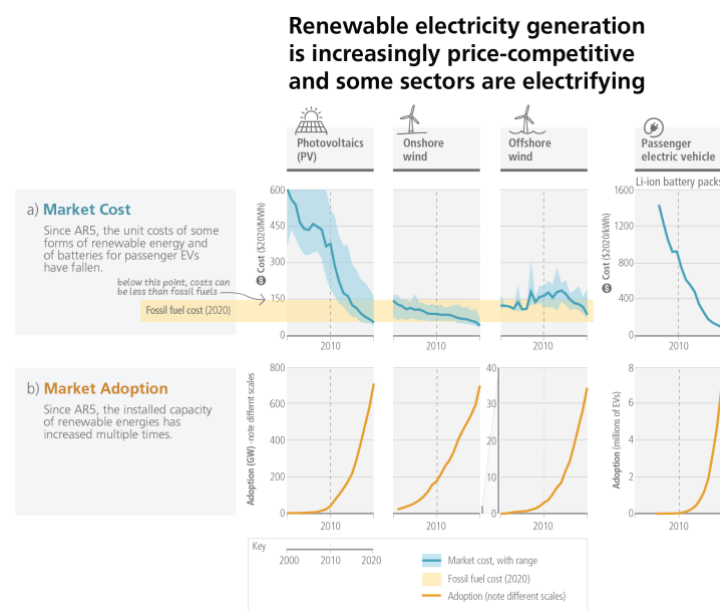 Renewable electricity generation
is increasingly price-competitive
and some sectors are electrifying
Photovoltaics
(PV)
Onshore
wind
Offshore
wind
Passenger
electric vehicle
Li-ion battery packs
a) Market Cost
Since AR5, the unit costs of some
forms of renewable energy and
of batteries for passenger EVs
have fallen.
below this point, costs can
be less than fossil fuels
Fossil fuel cost (2020)
Cost ($2020/MWh)
600
450
300
150
0
2010
2010
2010
Cost ($2020/kWh)
1600
1200
800
400
0
2010
b) Market Adoption
Since AR5, the installed capacity
of renewable energies has
increased multiple times.
Adoption (GW) -note differnt scales
800
600
400
200
0
2010
2010
40
30
20
10
0
2010
Adoption (millions of EVs)
8
6
4
2
0
2010
Key
2000 2010 2020
Market cost, with range
Fossil fuel cost (2020)
Adoption (note different scales)